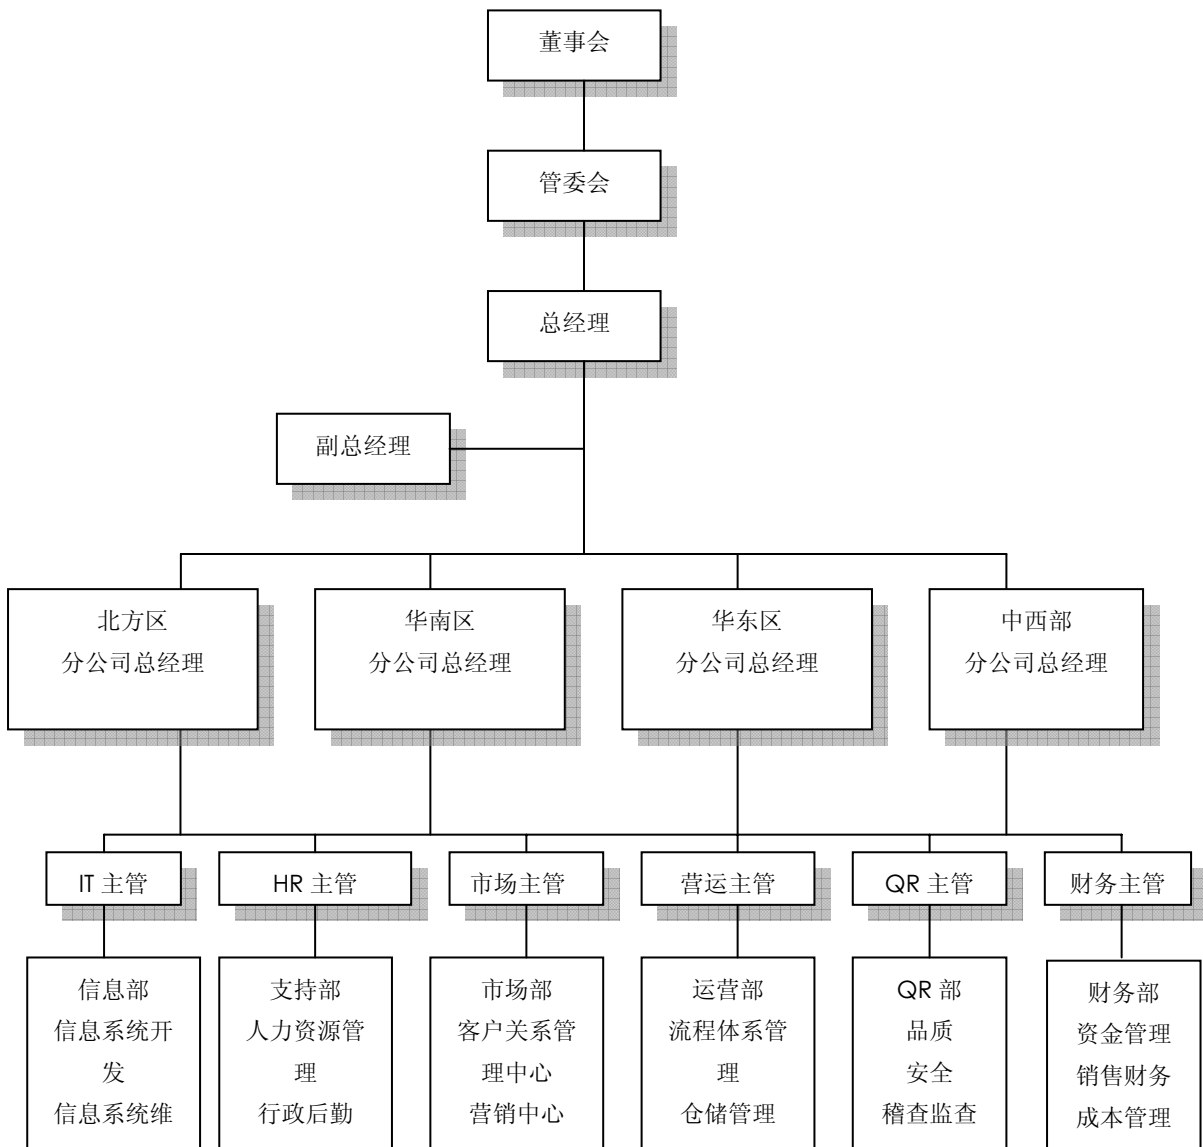 董事会
管委会
总经理
副总经理
北方区
分公司总经理
华南区
分公司总经理
华东区
分公司总经理
中西部
分公司总经理
IT 主管
HR 主管
市场主管
营运主管
QR 主管
财务主管
信息部
信息系统开
发
信息系统维
支持部
人力资源管
理
行政后勤
市场部
客户关系管
理中心
营销中心
运营部
流程体系管
理
仓储管理
QR 部
品质
安全
稽查监查
财务部
资金管理
销售财务
成本管理